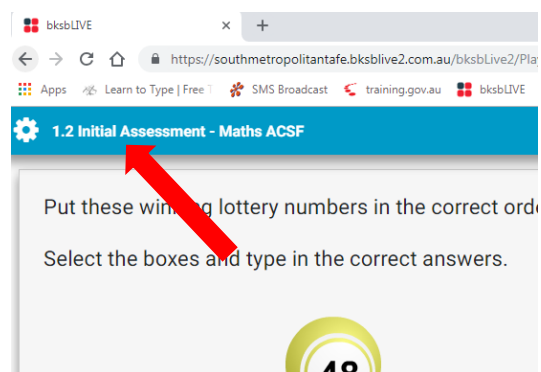 bksbLIVE
https://southmetropolitantafe.bksblive2.com.au/bksbLive2/Pla
Apps Learn to Type | Free SMS Broadcast training.gov.au bksbLIVE
1.2 Initial Assessment - Maths ACSF
Put these winning lottery numbers in the correct orde
Select the boxes and type in the correct answers.
48